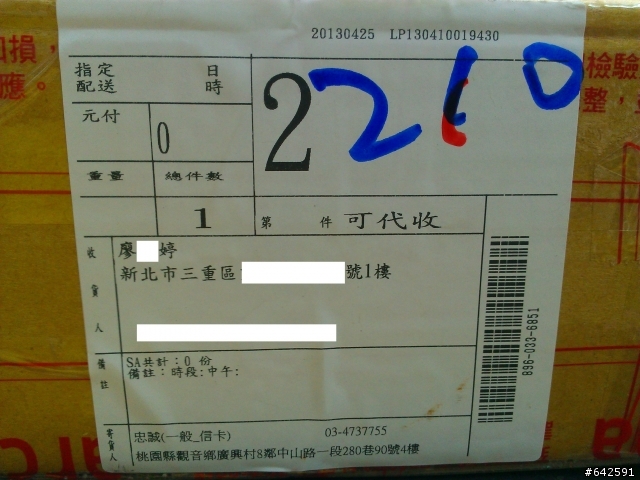 20130425 LP130410019430
指定配送 日時
2 210
元付 0
重量 總件數
1 第 件 可代收
收貨人
廖 婷
新北市三重區 號1樓
備註
SA共計：0 份
備註：時段：中午：
896-033-6851
寄貨人
忠誠(一般_信卡) 03-4737755
桃園縣觀音鄉廣興村8鄰中山路一段280巷90號4樓
損，
應。
檢驗
整，
#642591